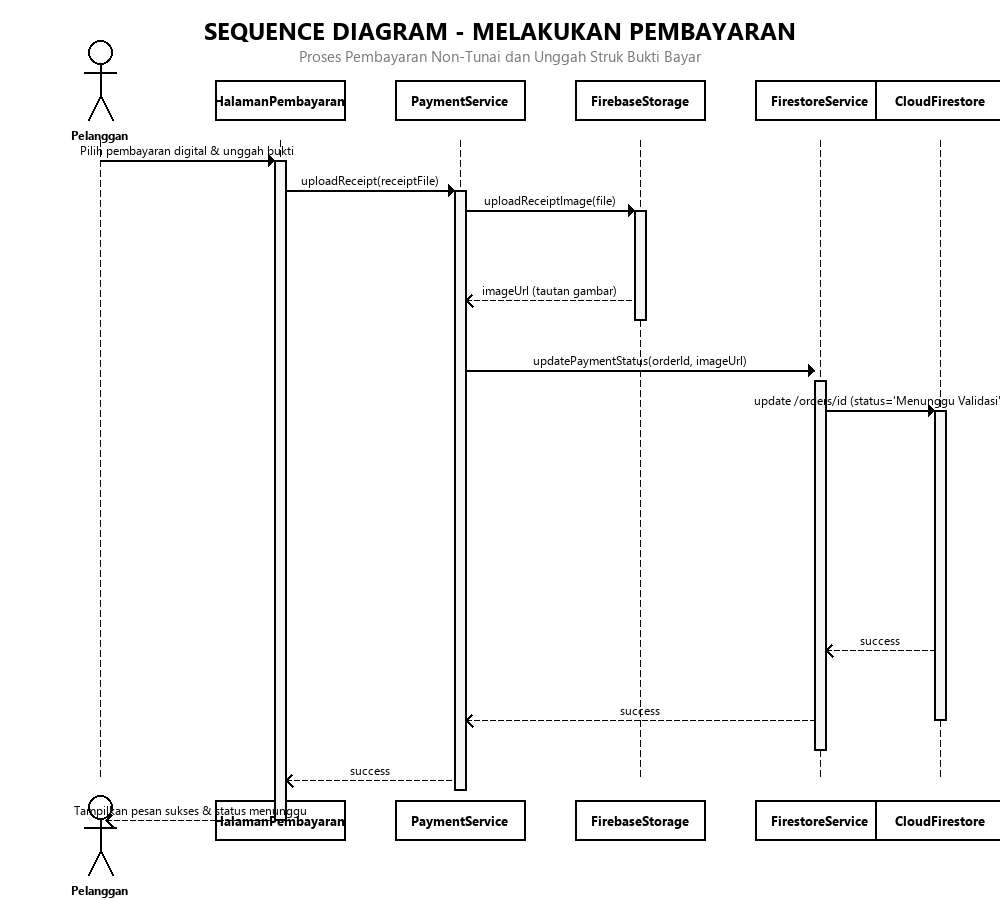 SEQUENCE DIAGRAM - MELAKUKAN PEMBAYARAN
Proses Pembayaran Non-Tunai dan Unggah Struk Bukti Bayar
HalamanPembayaran
PaymentService
FirebaseStorage
FirestoreService
CloudFirestore
Pelanggan
Pilih pembayaran digital & unggah bukti
uploadReceipt(receiptFile)
uploadReceiptImage(file)
imageUrl (tautan gambar)
updatePaymentStatus(orderId, imageUrl)
update /orders/id (status='Menunggu Validasi'
success
success
success
Tampilkan pesan sukses & status menunggu
HalamanPembayaran
PaymentService
FirebaseStorage
FirestoreService
CloudFirestore
Pelanggan